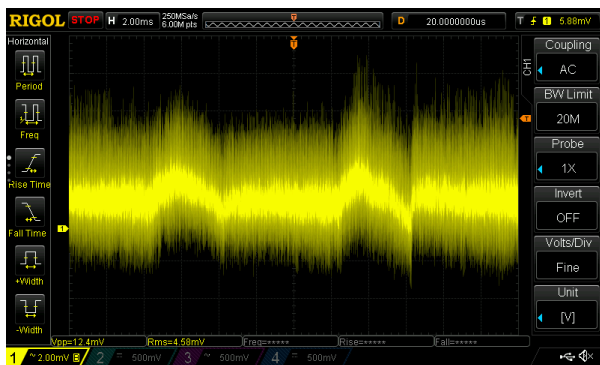 RIGOL STOP H 2.00ms 250MSa/s 6.00M pts D 20.0000000us T 1 5.88mV
Horizontal
Period
Freq
Rise Time
Fall Time
+Width
-Width
T
T
1
CH1
Coupling
AC
BW Limit
20M
Probe
1X
Invert
OFF
Volts/Div
Fine
Unit
[V]
Vpp=12.4mV Rms=4.58mV Freq=***** Rise=***** Fall=*****
1 ~ 2.00mV B 2 = 500mV 3 ~ 500mV 4 = 500mV